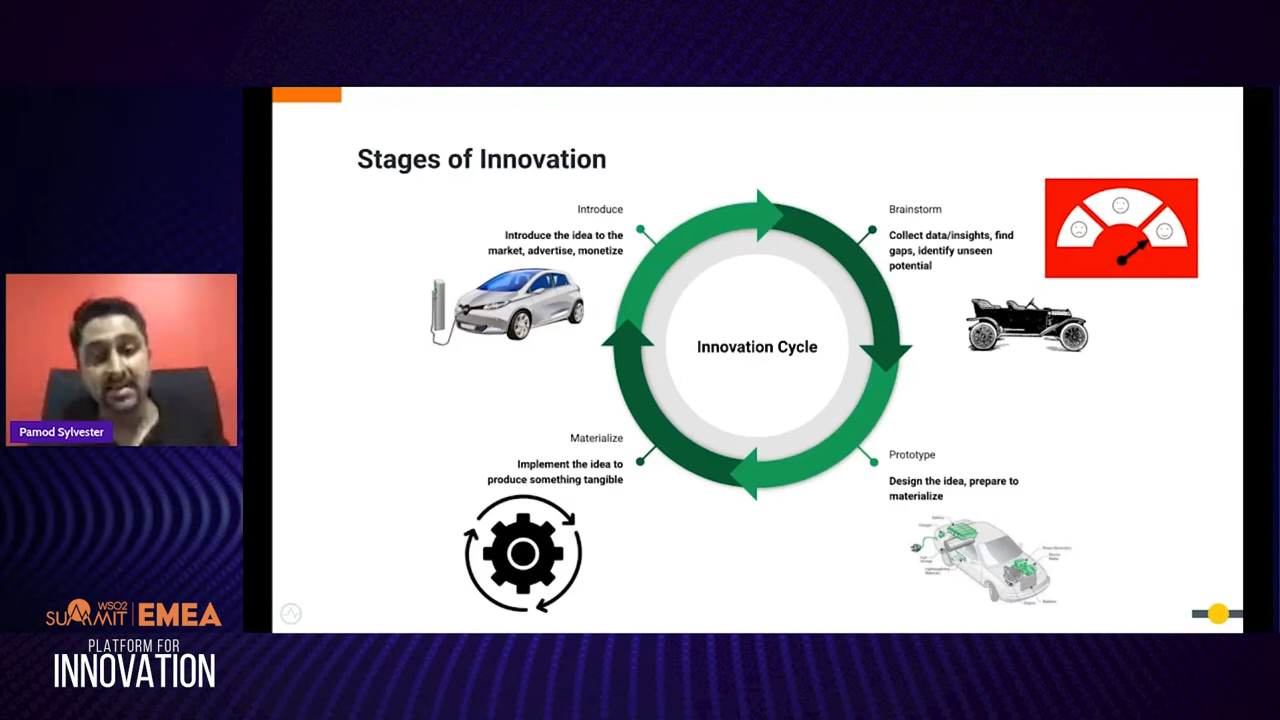 Stages of Innovation
Introduce
Introduce the idea to the
market, advertise, monetize
Brainstorm
Collect data/insights, find
gaps, identify unseen
potential
Innovation Cycle
Materialize
Implement the idea to
produce something tangible
Prototype
Design the idea, prepare to
materialize
Pamod Sylvester
WSO2
SUMMIT EMEA
PLATFORM FOR
INNOVATION